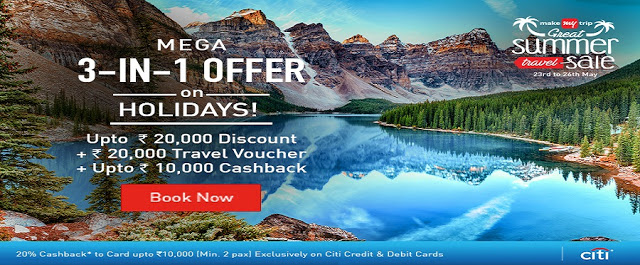 MEGA
3-IN-1 OFFER
on
HOLIDAYS!
Upto ₹ 20,000 Discount
+ ₹ 20,000 Travel Voucher
+ Upto ₹ 10,000 Cashback
Book Now
make my trip
Great
summer
travel sale
23rd to 26th May
20% Cashback* to Card upto ₹10,000 [Min. 2 pax] Exclusively on Citi Credit & Debit Cards
citi